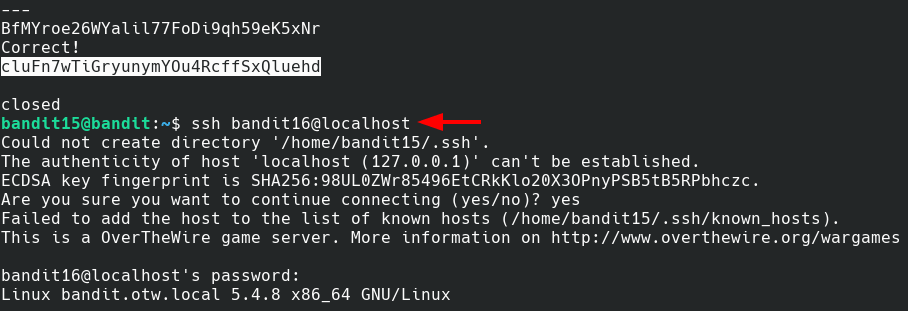 ---
BfMYroe26WYalil77FoDi9qh59eK5xNr
Correct!
cluFn7wTiGryunymYOu4RcffSxQluehd
closed
bandit15@bandit:~$ ssh bandit16@localhost
Could not create directory '/home/bandit15/.ssh'.
The authenticity of host 'localhost (127.0.0.1)' can't be established.
ECDSA key fingerprint is SHA256:98UL0ZWr85496EtCRkKlo20X3OPnyPSB5tB5RPbhczc.
Are you sure you want to continue connecting (yes/no)? yes
Failed to add the host to the list of known hosts (/home/bandit15/.ssh/known_hosts).
This is a OverTheWire game server. More information on http://www.overthewire.org/wargames
bandit16@localhost's password:
Linux bandit.otw.local 5.4.8 x86_64 GNU/Linux